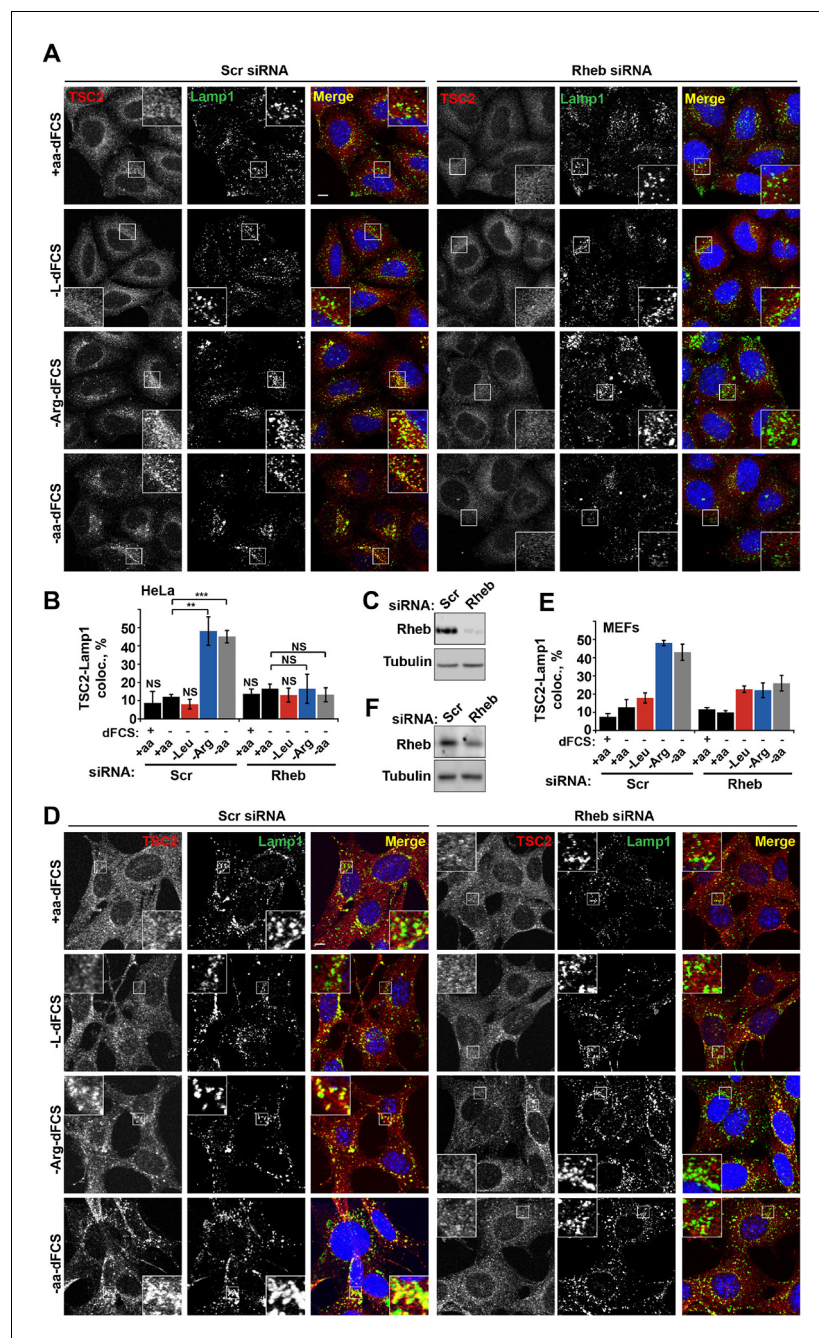 A
Scr siRNA
Rheb siRNA
TSC2 Lamp1 Merge TSC2 Lamp1 Merge
+aa-dFCS
-L-dFCS
-Arg-dFCS
-aa-dFCS
B
HeLa
***
**
NS
NS
NS NS NS
TSC2-Lamp1
coloc., %
50
40
30
20
10
0
dFCS: + - - - - + - - - -
+aa +aa -Leu -Arg -aa +aa +aa -Leu -Arg -aa
siRNA: Scr Rheb
C
siRNA: Scr Rheb
Rheb
Tubulin
F
siRNA: Scr Rheb
Rheb
Tubulin
E
MEFs
TSC2-Lamp1
coloc., %
50
40
30
20
10
0
dFCS: + - - - - + - - - -
+aa +aa -Leu -Arg -aa +aa +aa -Leu -Arg -aa
siRNA: Scr Rheb
D
Scr siRNA
Rheb siRNA
TSC2 Lamp1 Merge TSC2 Lamp1 Merge
+aa-dFCS
-L-dFCS
-Arg-dFCS
-aa-dFCS